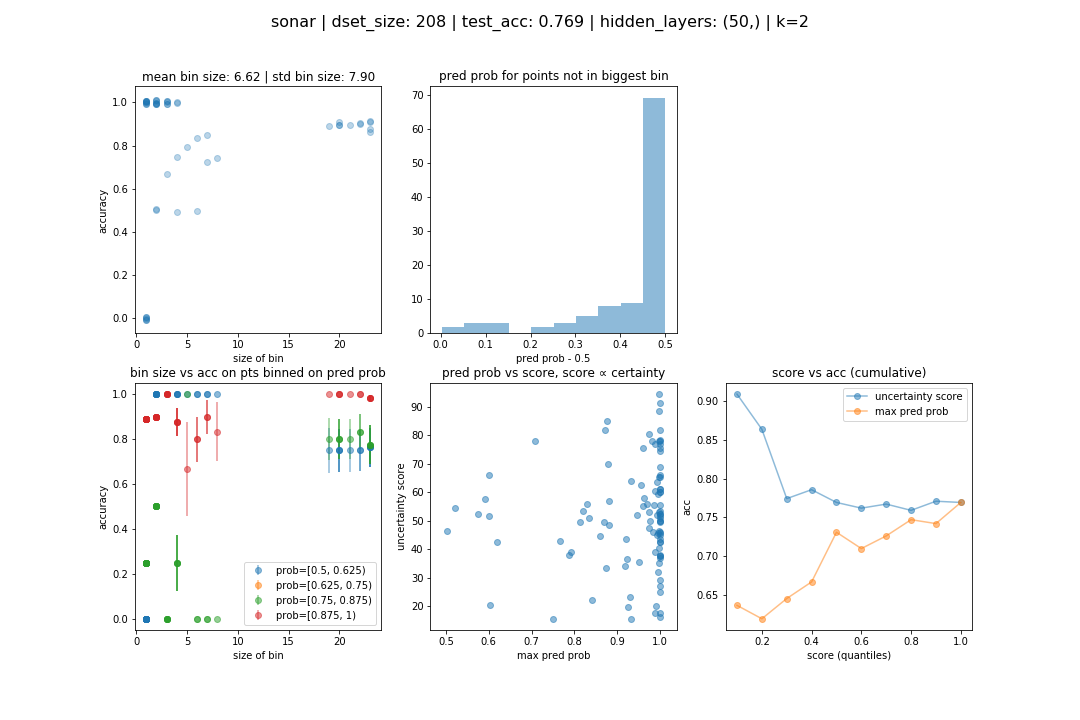 sonar | dset_size: 208 | test_acc: 0.769 | hidden_layers: (50,) | k=2
mean bin size: 6.62 | std bin size: 7.90
1.0
0.8
0.6
0.4
0.2
0.0
accuracy
1 5 10 15 20
size of bin
pred prob for points not in biggest bin
70
60
50
40
30
20
10
0
0.0 0.1 0.2 0.3 0.4 0.5
pred prob - 0.5
bin size vs acc on pts binned on pred prob
1.0
0.8
0.6
0.4
0.2
0.0
accuracy
prob=[0.5, 0.625)
prob=[0.625, 0.75)
prob=[0.75, 0.875)
prob=[0.875, 1)
1 5 10 15 20
size of bin
pred prob vs score, score ∝ certainty
90
80
70
60
50
40
30
20
uncertainty score
0.5 0.6 0.7 0.8 0.9 1.0
max pred prob
score vs acc (cumulative)
uncertainty score
max pred prob
0.90
0.85
0.80
0.75
0.70
0.65
acc
0.2 0.4 0.6 0.8 1.0
score (quantiles)